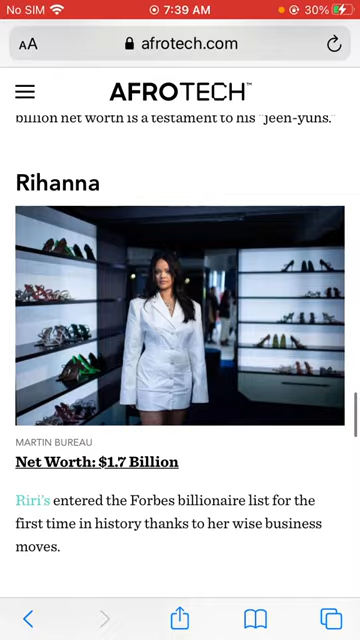 No SIM 7:39 AM 30%
AA afrotech.com
AFROTECH™
billion net worth is a testament to his "jeen-yuhs."
Rihanna
MARTIN BUREAU
Net Worth: $1.7 Billion
Riri's entered the Forbes billionaire list for the
first time in history thanks to her wise business
moves.